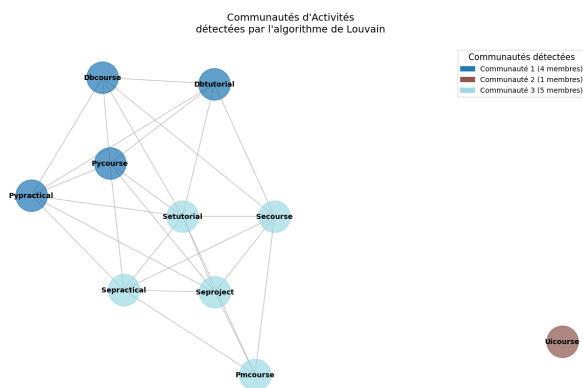 Communautés d'Activités
détectées par l'algorithme de Louvain
Communautés détectées
Communauté 1 (4 membres)
Communauté 2 (1 membres)
Communauté 3 (5 membres)
Dbcourse
Dbtutorial
Pycourse
Pypractical
Setutorial
Secourse
Sepractical
Seproject
Uicourse
Pmcourse